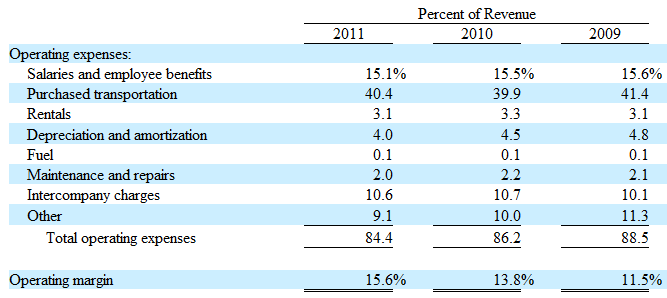 Percent of Revenue
2011 2010 2009
Operating expenses:
Salaries and employee benefits 15.1% 15.5% 15.6%
Purchased transportation 40.4 39.9 41.4
Rentals 3.1 3.3 3.1
Depreciation and amortization 4.0 4.5 4.8
Fuel 0.1 0.1 0.1
Maintenance and repairs 2.0 2.2 2.1
Intercompany charges 10.6 10.7 10.1
Other 9.1 10.0 11.3
Total operating expenses 84.4 86.2 88.5
Operating margin 15.6% 13.8% 11.5%